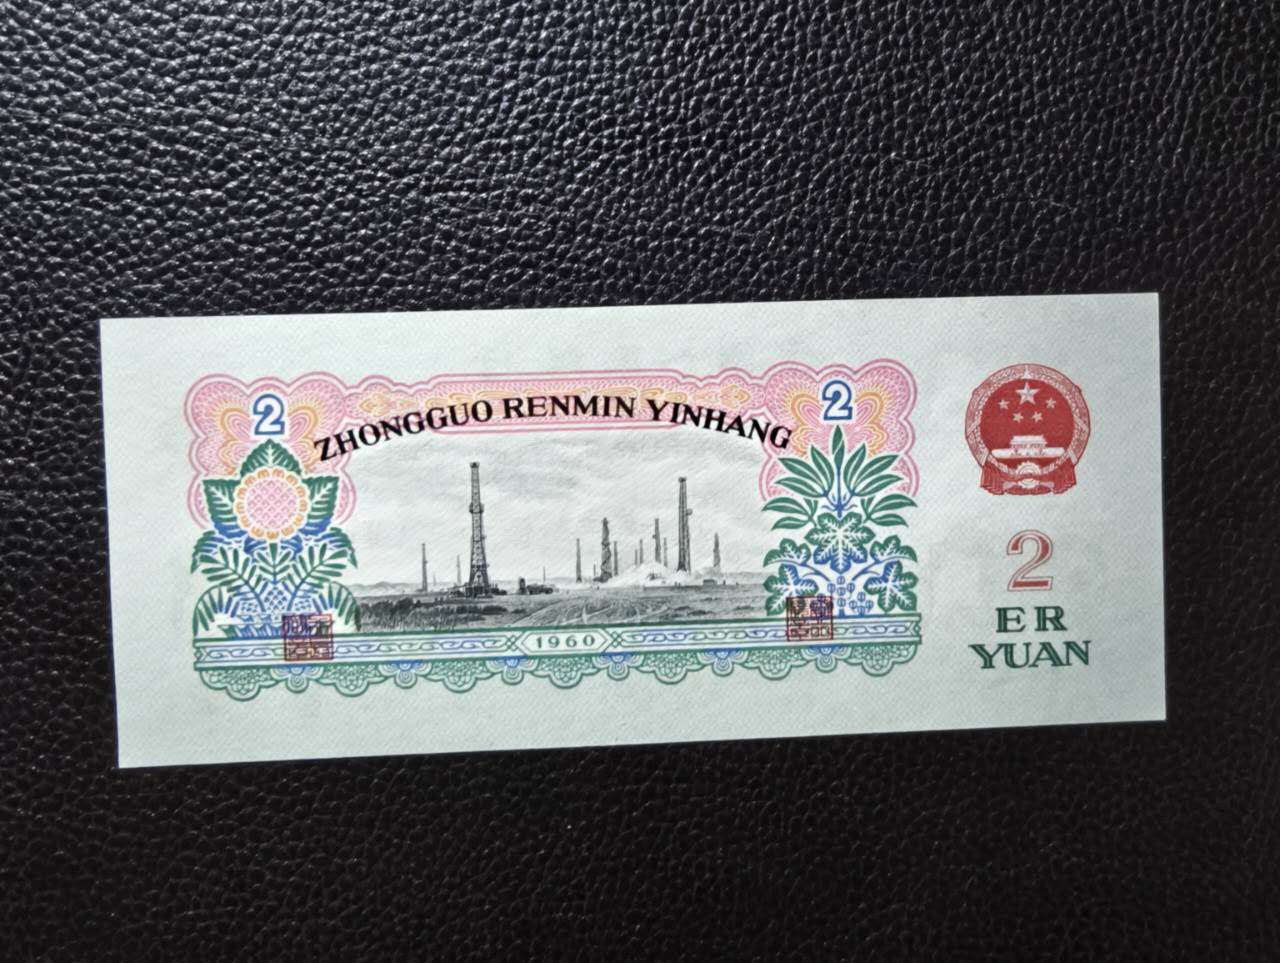 2
2
ZHONGGUO RENMIN YINHANG
2
ER
YUAN
1960